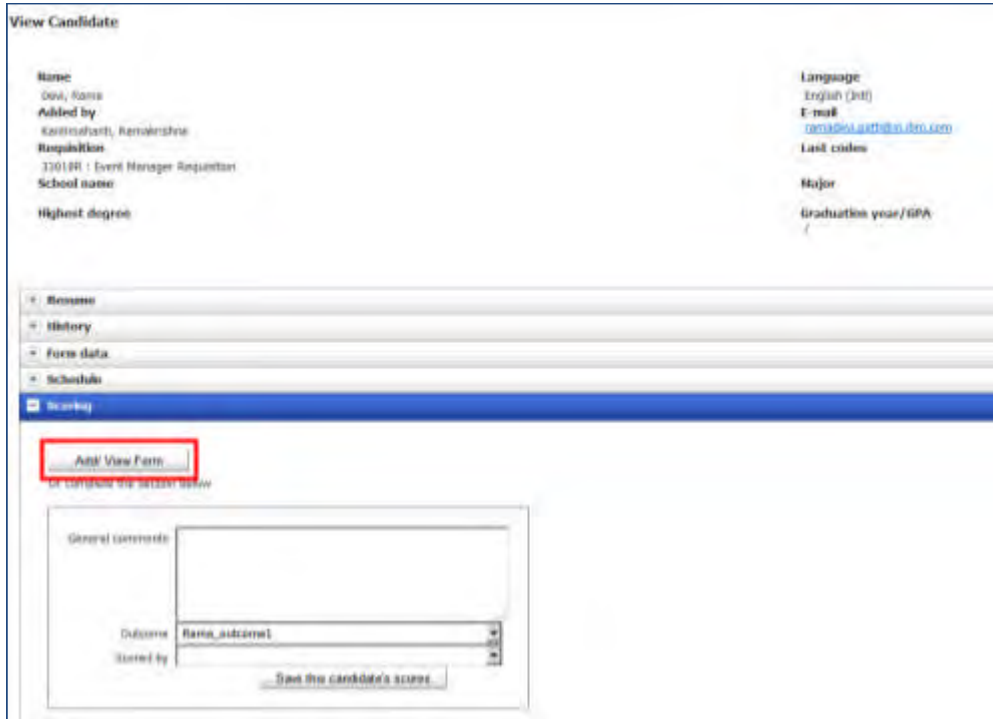 View Candidate
Name
Devi, Rama
Added by
Ramakrishna
Requisition
: Event Manager Requisition
School name
Highest degree
Language
English (Intl)
E-mail
Last codes
Major
Graduation year/GPA
/
Resume
History
Form data
Schedule
Scoring
Add/ View Form
Or complete the section below
General comments
Outcome Rama_outcome1
Scored by
Save this candidate's scores